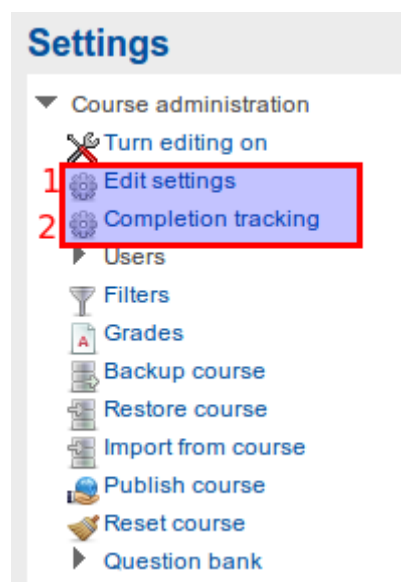 Settings
Course administration
Turn editing on
1 Edit settings
2 Completion tracking
Users
Filters
A Grades
Backup course
Restore course
Import from course
Publish course
Reset course
Question bank